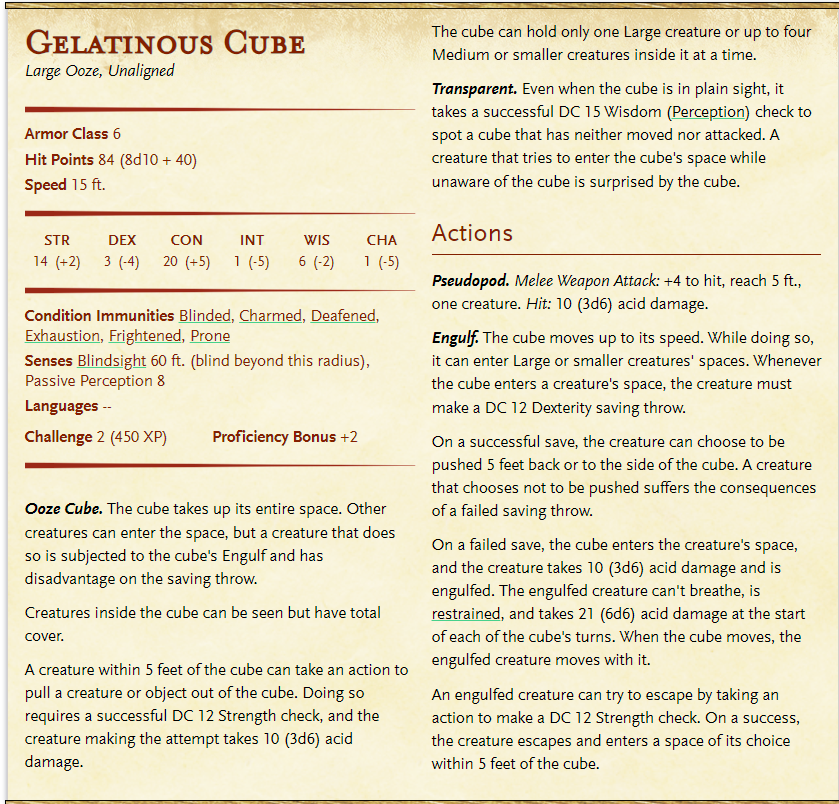 Gelatinous Cube
Large Ooze, Unaligned
Armor Class 6
Hit Points 84 (8d10 + 40)
Speed 15 ft.
STR DEX CON INT WIS CHA
14 (+2) 3 (-4) 20 (+5) 1 (-5) 6 (-2) 1 (-5)
Condition Immunities Blinded, Charmed, Deafened,
Exhaustion, Frightened, Prone
Senses Blindsight 60 ft. (blind beyond this radius),
Passive Perception 8
Languages --
Challenge 2 (450 XP) Proficiency Bonus +2
Ooze Cube. The cube takes up its entire space. Other
creatures can enter the space, but a creature that does
so is subjected to the cube's Engulf and has
disadvantage on the saving throw.
Creatures inside the cube can be seen but have total
cover.
A creature within 5 feet of the cube can take an action to
pull a creature or object out of the cube. Doing so
requires a successful DC 12 Strength check, and the
creature making the attempt takes 10 (3d6) acid
damage.
The cube can hold only one Large creature or up to four
Medium or smaller creatures inside it at a time.
Transparent. Even when the cube is in plain sight, it
takes a successful DC 15 Wisdom (Perception) check to
spot a cube that has neither moved nor attacked. A
creature that tries to enter the cube's space while
unaware of the cube is surprised by the cube.
Actions
Pseudopod. Melee Weapon Attack: +4 to hit, reach 5 ft.,
one creature. Hit: 10 (3d6) acid damage.
Engulf. The cube moves up to its speed. While doing so,
it can enter Large or smaller creatures' spaces. Whenever
the cube enters a creature's space, the creature must
make a DC 12 Dexterity saving throw.
On a successful save, the creature can choose to be
pushed 5 feet back or to the side of the cube. A creature
that chooses not to be pushed suffers the consequences
of a failed saving throw.
On a failed save, the cube enters the creature's space,
and the creature takes 10 (3d6) acid damage and is
engulfed. The engulfed creature can't breathe, is
restrained, and takes 21 (6d6) acid damage at the start
of each of the cube's turns. When the cube moves, the
engulfed creature moves with it.
An engulfed creature can try to escape by taking an
action to make a DC 12 Strength check. On a success,
the creature escapes and enters a space of its choice
within 5 feet of the cube.